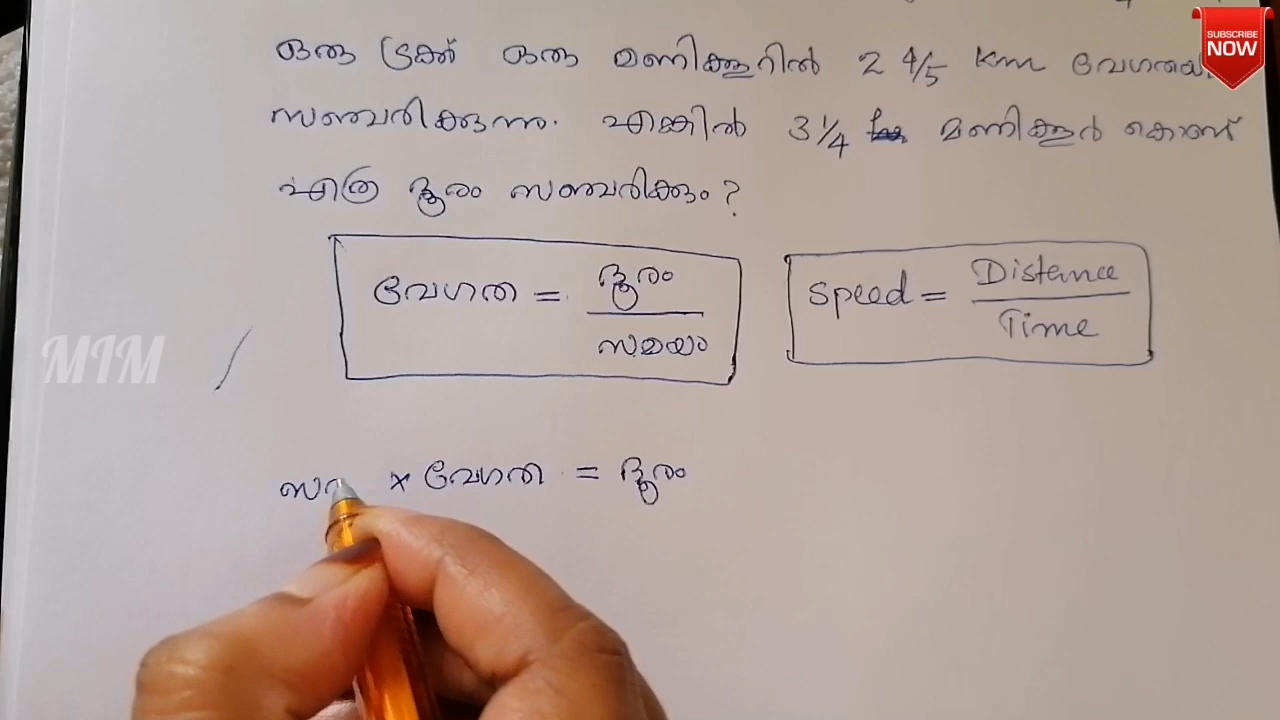 SUBSCRIBE
NOW
ഒരു ട്രക്ക് ഒരു മണിക്കൂറിൽ 2 4/5 Km
സഞ്ചരിക്കുന്നു. എങ്കിൽ 3 1/4 മണിക്കൂർ കൊണ്ട്
എത്ര ദൂരം സഞ്ചരിക്കും?
വേഗത = ദൂരം / സമയം
Speed = Distance / Time
MIM
× വേഗത = ദൂരം